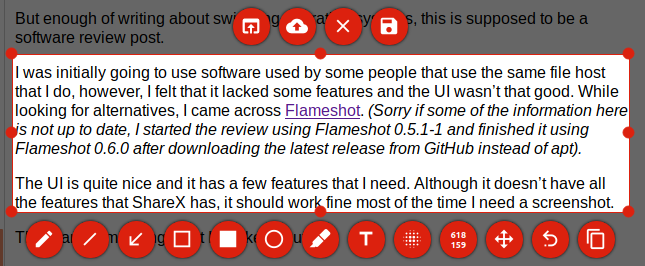 But enough of writing about , this is supposed to be a
software review post.
I was initially going to use software used by some people that use the same file host
that I do, however, I felt that it lacked some features and the UI wasn’t that good. While
looking for alternatives, I came across Flameshot. (Sorry if some of the information here
is not up to date, I started the review using Flameshot 0.5.1-1 and finished it using
Flameshot 0.6.0 after downloading the latest release from GitHub instead of apt).
The UI is quite nice and it has a few features that I need. Although it doesn’t have all
the features that ShareX has, it should work fine most of the time I need a screenshot.
T
618
159